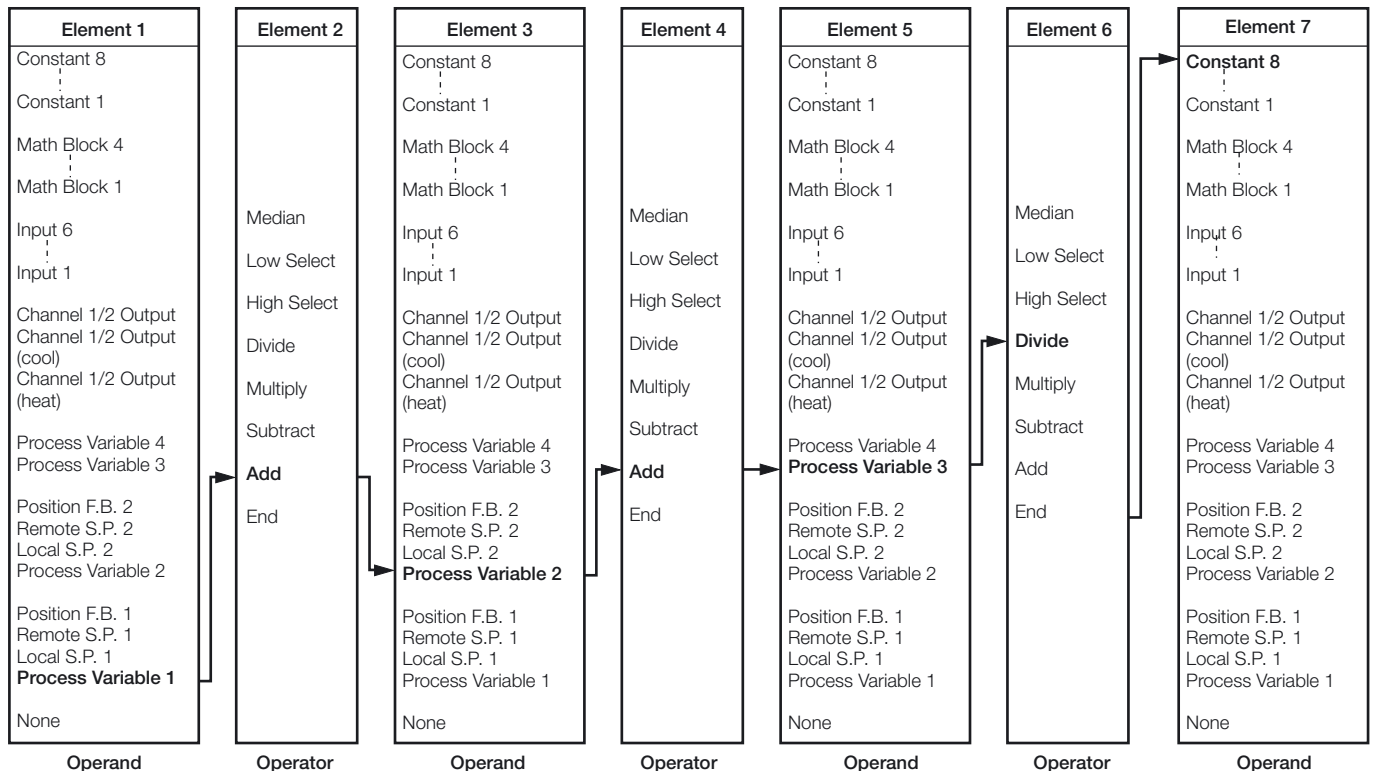 Element 1
Constant 8
Constant 1
Math Block 4
Math Block 1
Input 6
Input 1
Channel 1/2 Output
Channel 1/2 Output
(cool)
Channel 1/2 Output
(heat)
Process Variable 4
Process Variable 3
Position F.B. 2
Remote S.P. 2
Local S.P. 2
Process Variable 2
Position F.B. 1
Remote S.P. 1
Local S.P. 1
Process Variable 1
None
Operand
Element 2
Median
Low Select
High Select
Divide
Multiply
Subtract
Add
End
Operator
Element 3
Constant 8
Constant 1
Math Block 4
Math Block 1
Input 6
Input 1
Channel 1/2 Output
Channel 1/2 Output
(cool)
Channel 1/2 Output
(heat)
Process Variable 4
Process Variable 3
Position F.B. 2
Remote S.P. 2
Local S.P. 2
Process Variable 2
Position F.B. 1
Remote S.P. 1
Local S.P. 1
Process Variable 1
None
Operand
Element 4
Median
Low Select
High Select
Divide
Multiply
Subtract
Add
End
Operator
Element 5
Constant 8
Constant 1
Math Block 4
Math Block 1
Input 6
Input 1
Channel 1/2 Output
Channel 1/2 Output
(cool)
Channel 1/2 Output
(heat)
Process Variable 4
Process Variable 3
Position F.B. 2
Remote S.P. 2
Local S.P. 2
Process Variable 2
Position F.B. 1
Remote S.P. 1
Local S.P. 1
Process Variable 1
None
Operand
Element 6
Median
Low Select
High Select
Divide
Multiply
Subtract
Add
End
Operator
Element 7
Constant 8
Constant 1
Math Block 4
Math Block 1
Input 6
Input 1
Channel 1/2 Output
Channel 1/2 Output
(cool)
Channel 1/2 Output
(heat)
Process Variable 4
Process Variable 3
Position F.B. 2
Remote S.P. 2
Local S.P. 2
Process Variable 2
Position F.B. 1
Remote S.P. 1
Local S.P. 1
Process Variable 1
None
Operand